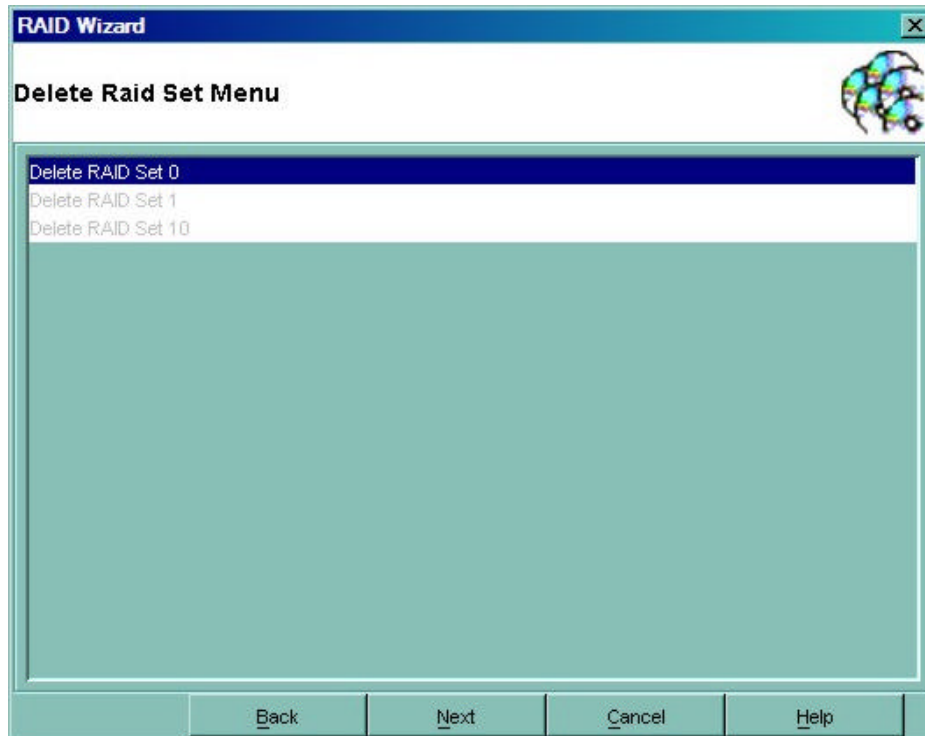 RAID Wizard
Delete Raid Set Menu
Delete RAID Set 0
Delete RAID Set 1
Delete RAID Set 10
Back Next Cancel Help